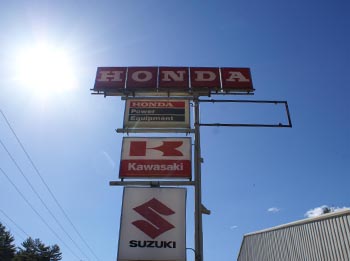 HONDA
HONDA
Power
Equipment
K
Kawasaki
SUZUKI